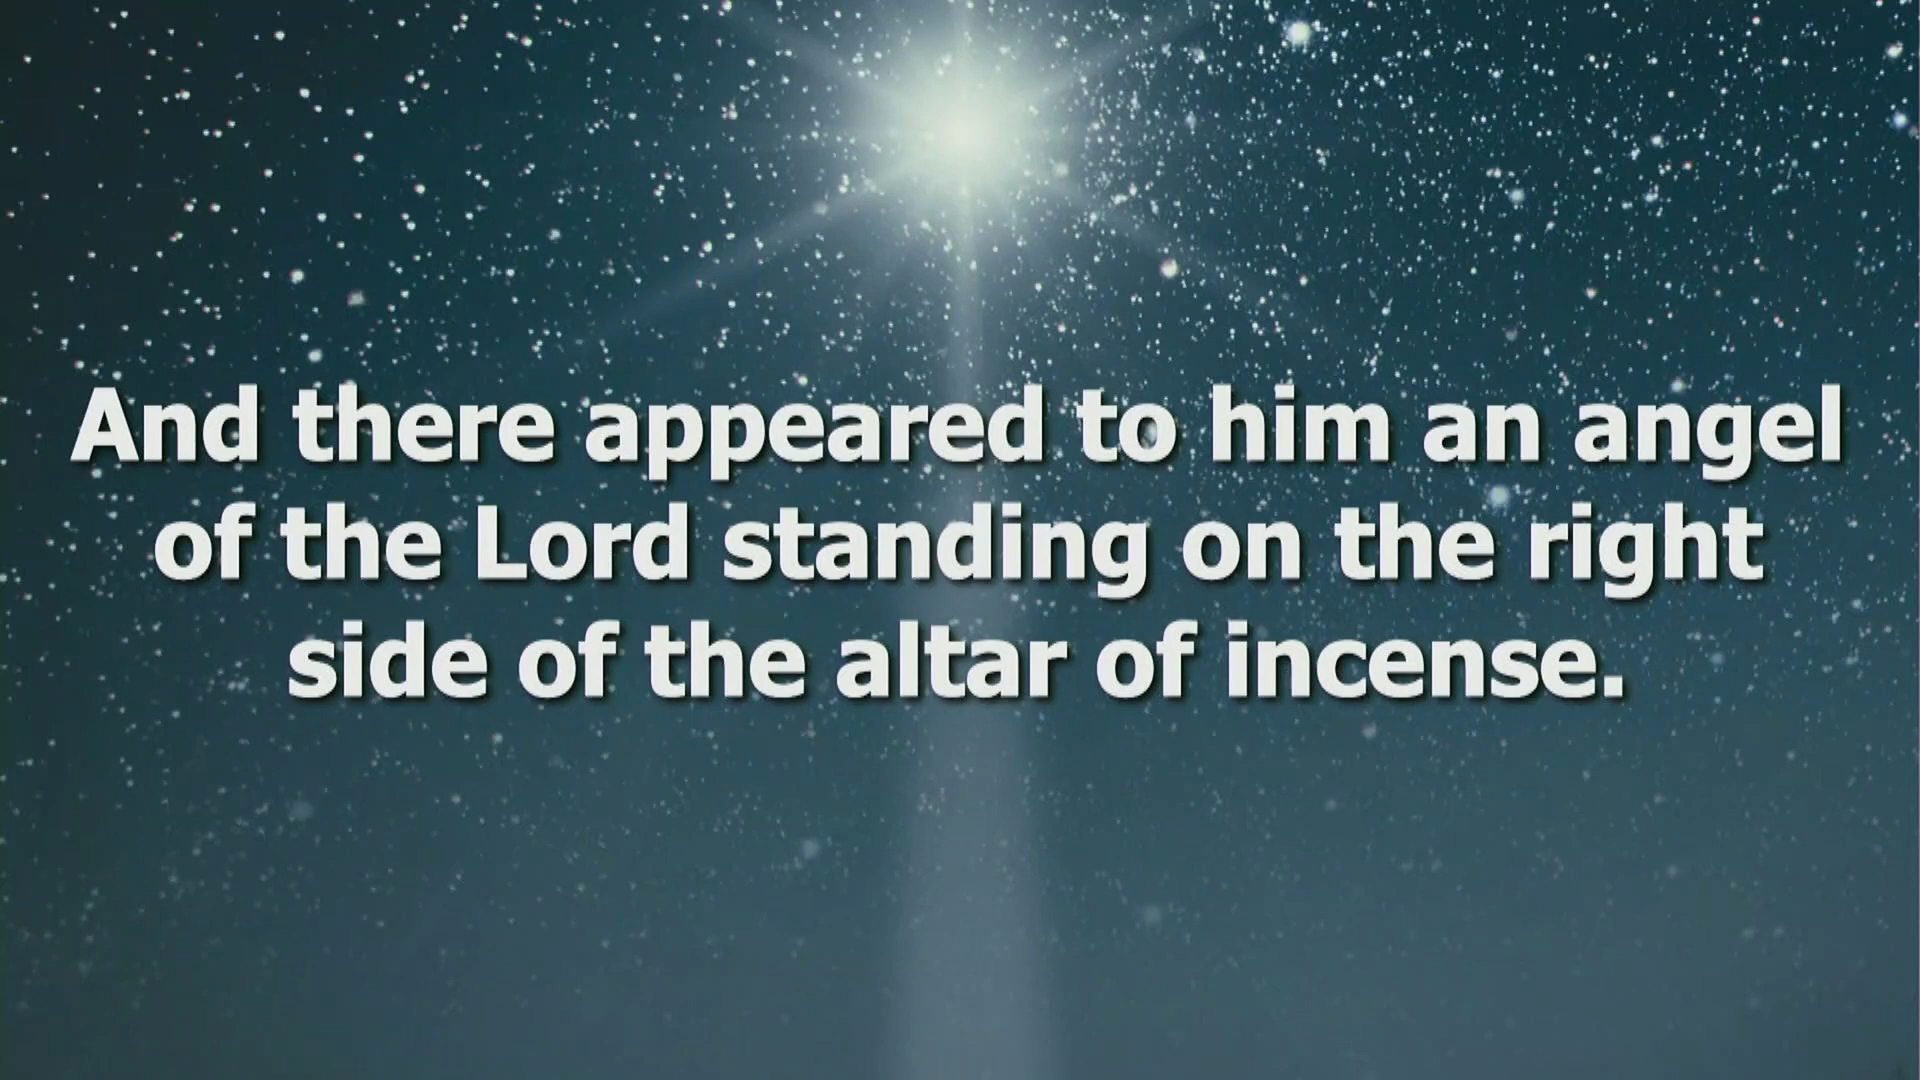 And there appeared to him an angel
of the Lord standing on the right
side of the altar of incense.